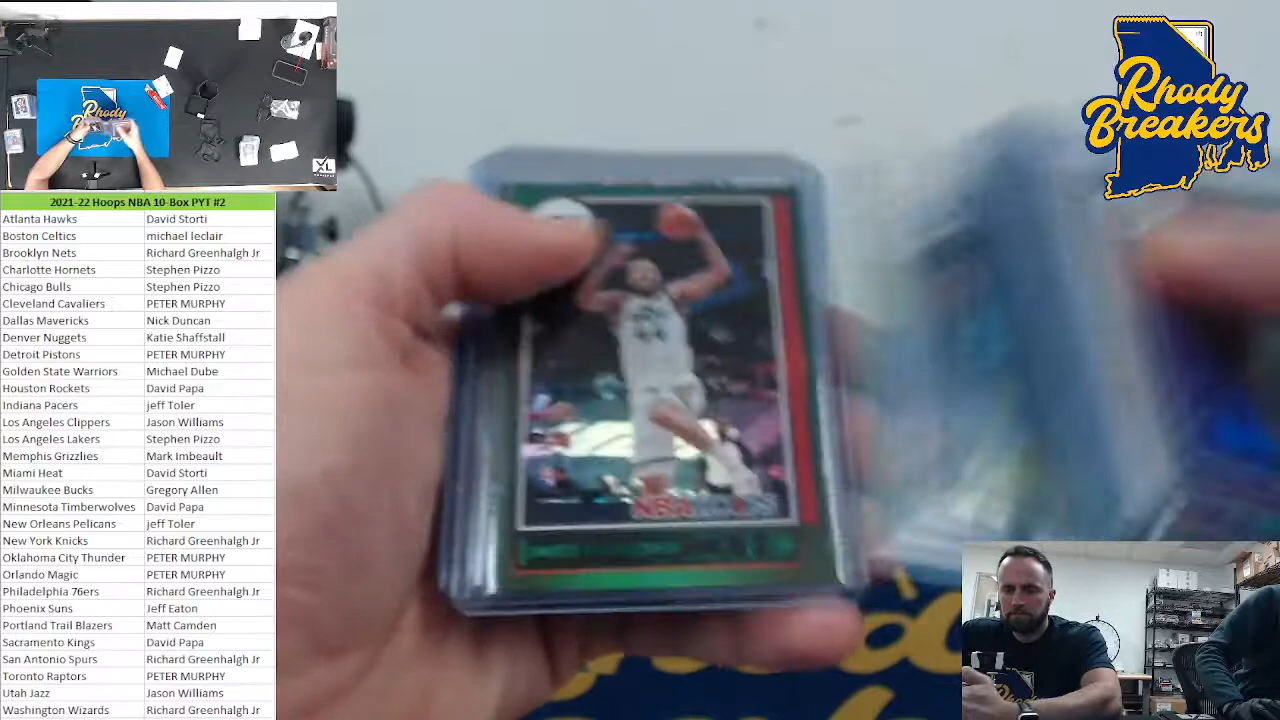 Rhody
Breakers
Rhody
XL
2021-22 Hoops NBA 10-Box PYT #2
Atlanta Hawks David Storti
Boston Celtics michael leclair
Brooklyn Nets Richard Greenhalgh Jr
Charlotte Hornets Stephen Pizzo
Chicago Bulls Stephen Pizzo
Cleveland Cavaliers PETER MURPHY
Dallas Mavericks Nick Duncan
Denver Nuggets Katie Shaffstall
Detroit Pistons PETER MURPHY
Golden State Warriors Michael Dube
Houston Rockets David Papa
Indiana Pacers jeff Toler
Los Angeles Clippers Jason Williams
Los Angeles Lakers Stephen Pizzo
Memphis Grizzlies Mark Imbeault
Miami Heat David Storti
Milwaukee Bucks Gregory Allen
Minnesota Timberwolves David Papa
New Orleans Pelicans jeff Toler
New York Knicks Richard Greenhalgh Jr
Oklahoma City Thunder PETER MURPHY
Orlando Magic PETER MURPHY
Philadelphia 76ers Richard Greenhalgh Jr
Phoenix Suns Jeff Eaton
Portland Trail Blazers Matt Camden
Sacramento Kings David Papa
San Antonio Spurs Richard Greenhalgh Jr
Toronto Raptors PETER MURPHY
Utah Jazz Jason Williams
Washington Wizards Richard Greenhalgh Jr
44
NBA HOOPS
Rhody